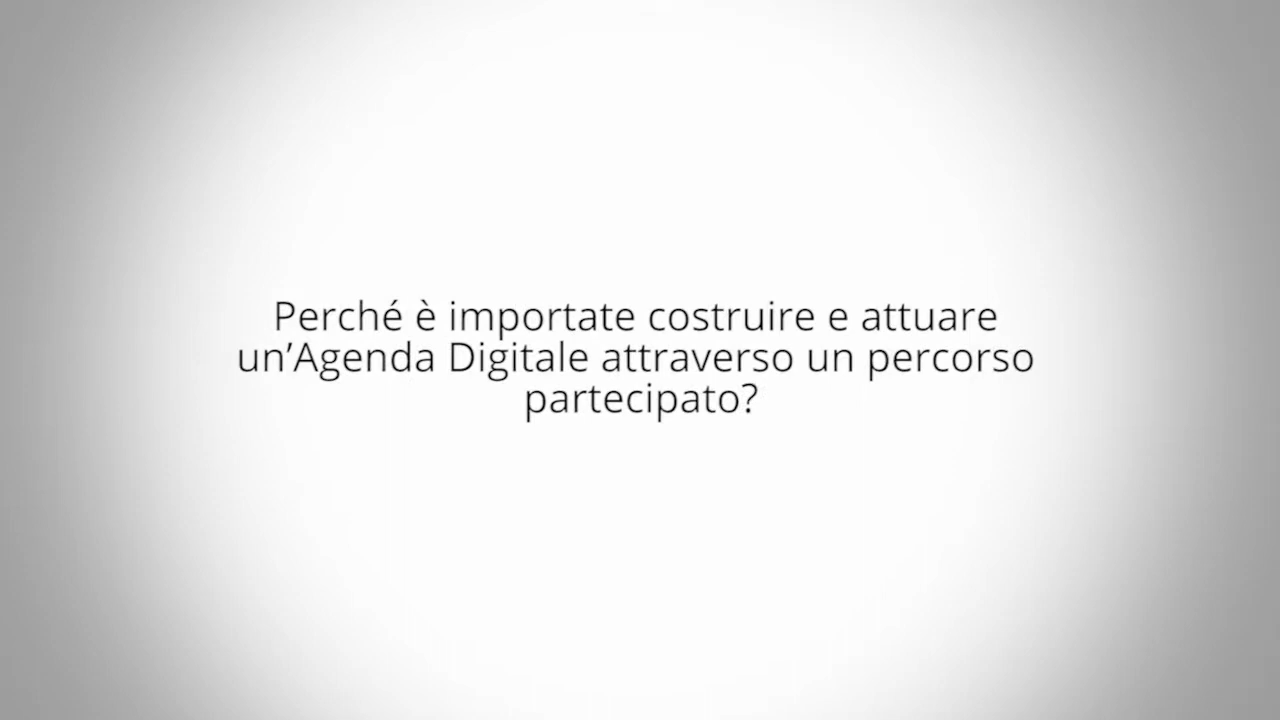 Perché è importate costruire e attuare
un’Agenda Digitale attraverso un percorso
partecipato?